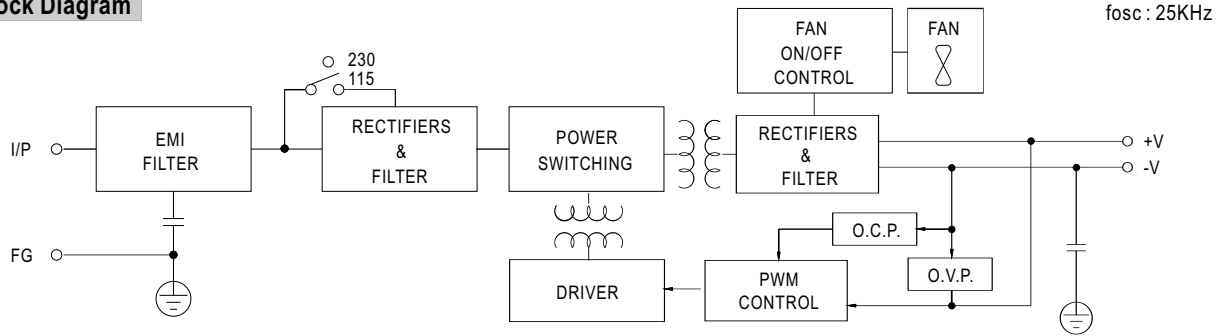 ock Diagram
fosc : 25KHz
FAN
ON/OFF
CONTROL
FAN
230
115
I/P
EMI
FILTER
RECTIFIERS
&
FILTER
POWER
SWITCHING
RECTIFIERS
&
FILTER
+V
-V
O.C.P.
FG
O.V.P.
DRIVER
PWM
CONTROL